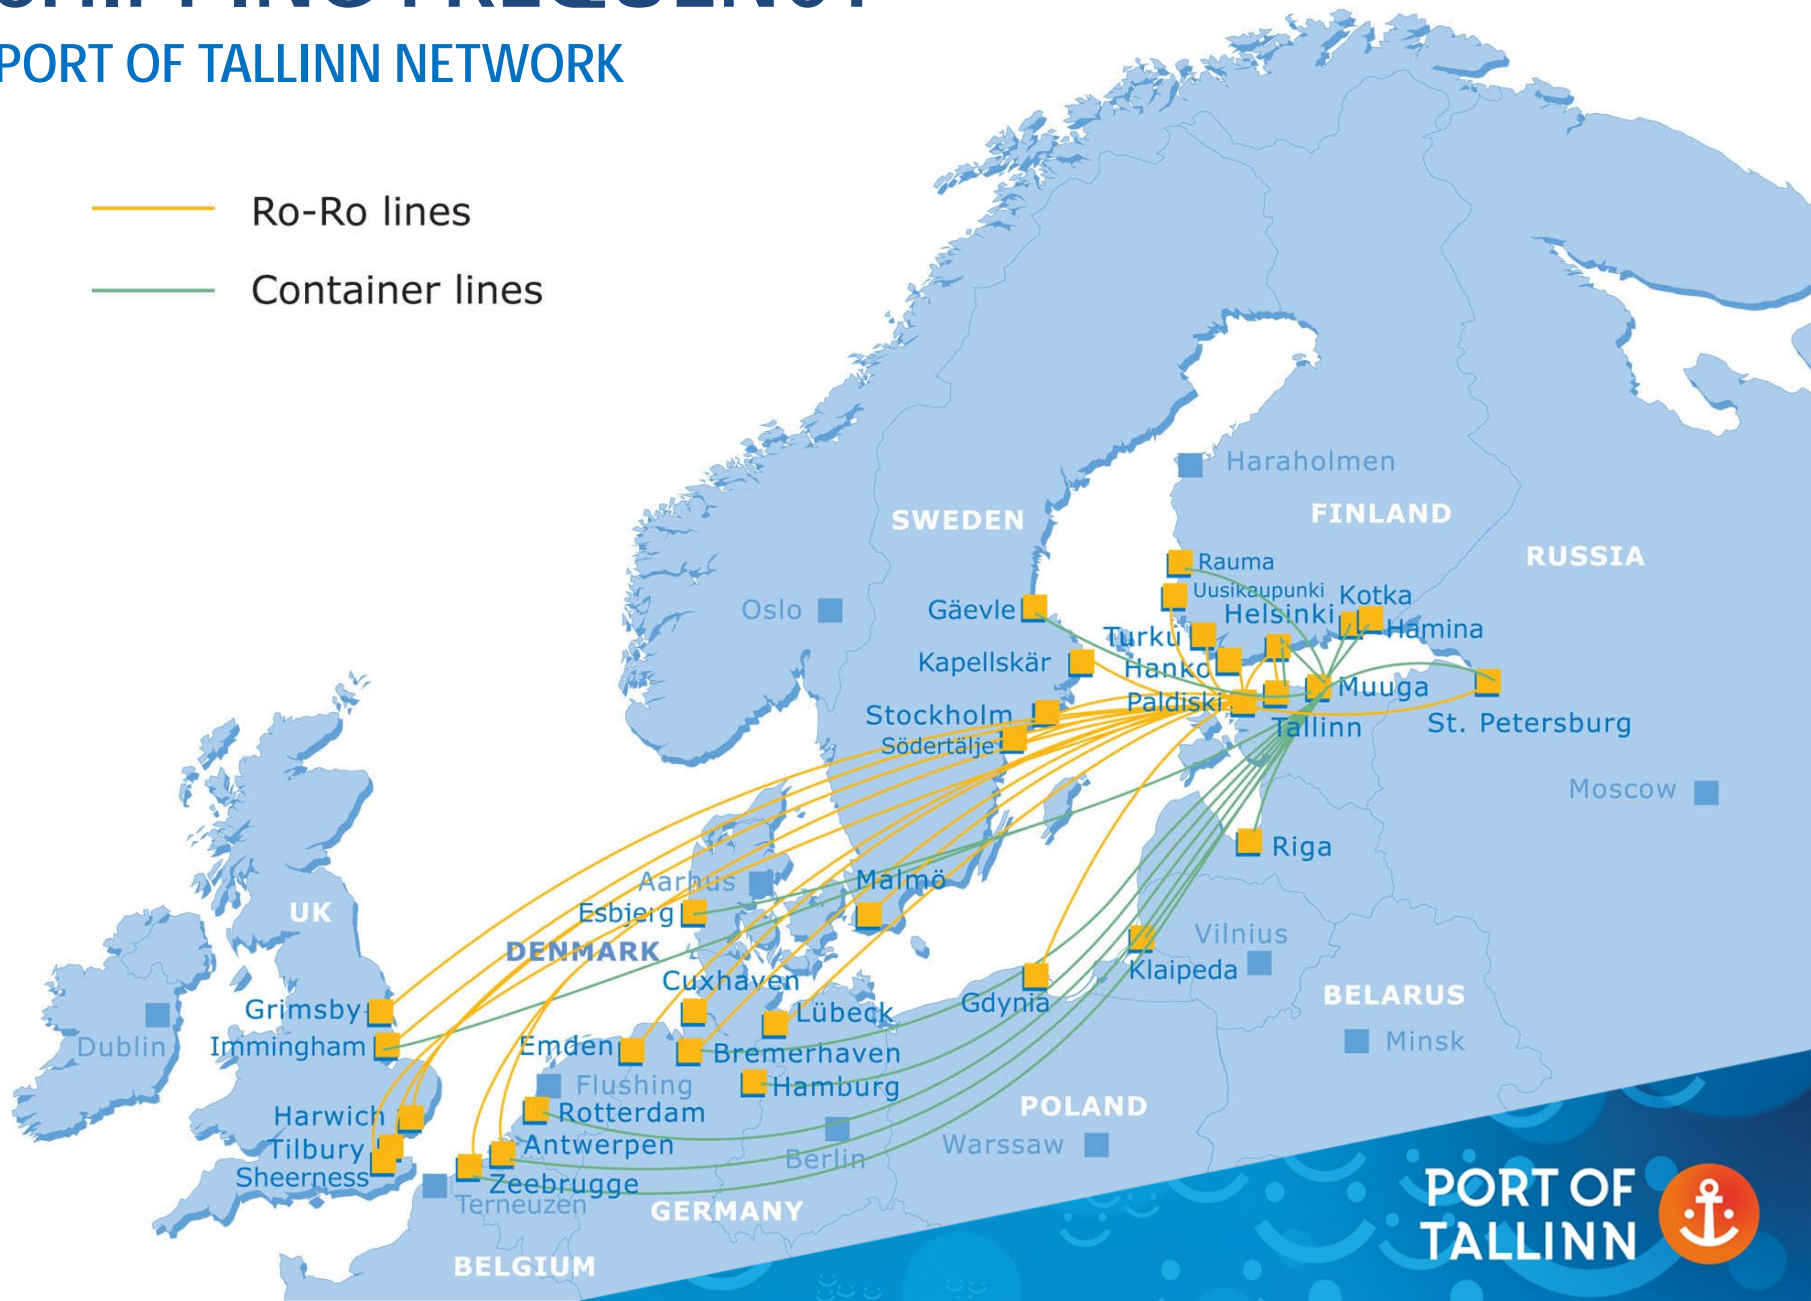 SHIPPING FREQUENCY
PORT OF TALLINN NETWORK
Ro-Ro lines
Container lines
Haraholmen
SWEDEN
FINLAND
RUSSIA
Rauma
Uusikaupunki
Kotka
Oslo
Gäevle
Helsinki
Hamina
Turku
Kapellskär
Hanko
Muuga
Paldiski
Stockholm
Tallinn
St. Petersburg
Södertälje
Moscow
Riga
Aarhus
Malmö
Esbjerg
UK
DENMARK
Vilnius
Klaipeda
Cuxhaven
BELARUS
Gdynia
Grimsby
Lübeck
Dublin
Immingham
Emden
Bremerhaven
Minsk
Flushing
Hamburg
Rotterdam
POLAND
Harwich
Tilbury
Antwerpen
Warssaw
Berlin
Sheerness
Zeebrugge
Terneuzen
GERMANY
BELGIUM
PORT OF
TALLINN